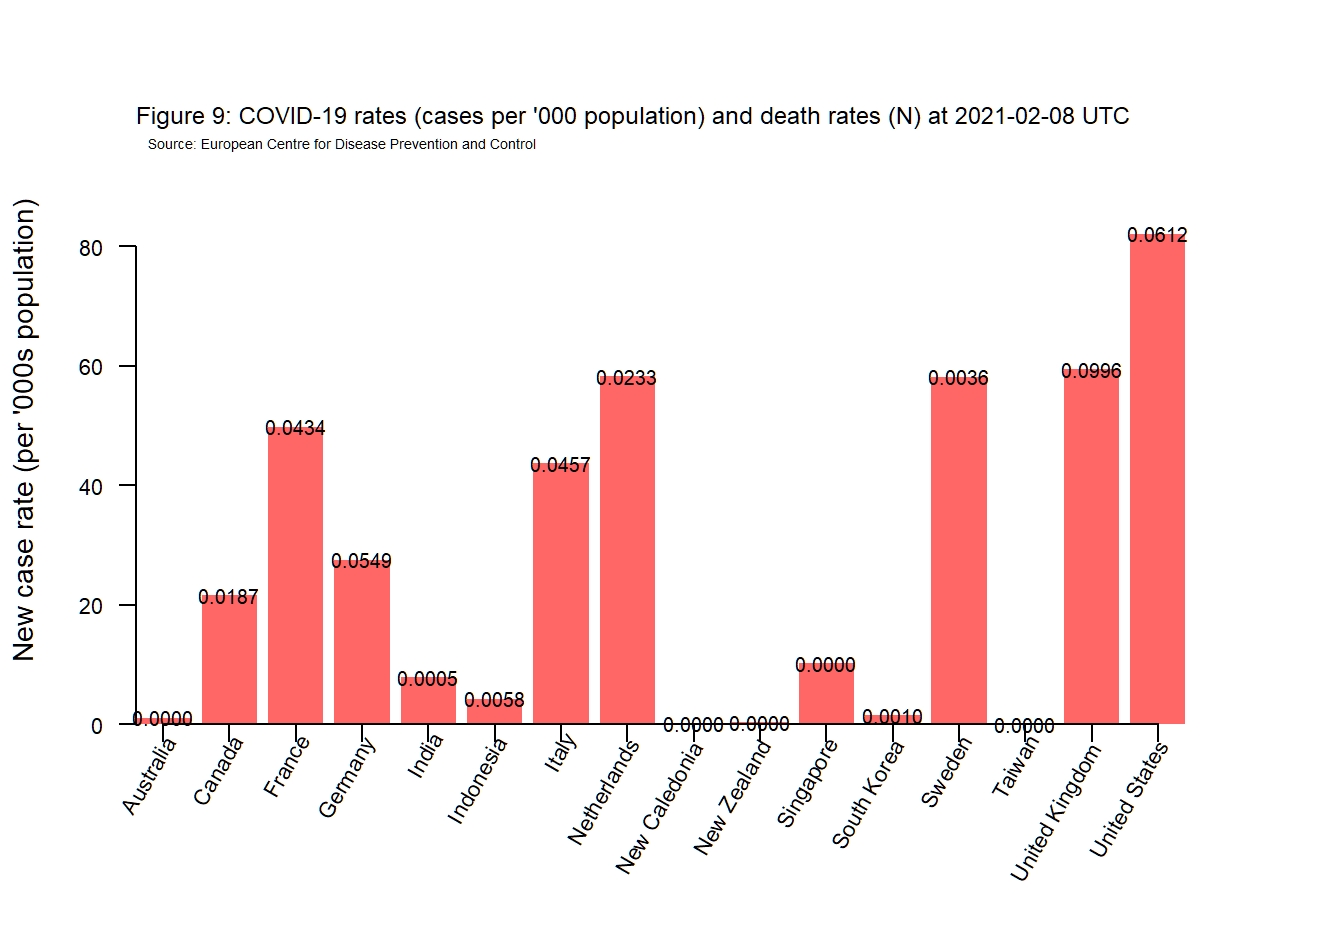 Figure 9: COVID-19 rates (cases per '000 population) and death rates (N) at 2021-02-08 UTC
Source: European Centre for Disease Prevention and Control
New case rate (per '000s population)
80
60
40
20
0
0.0000
0.0187
0.0434
0.0549
0.0005
0.0058
0.0457
0.0233
0.0000
0.0000
0.0000
0.0010
0.0036
0.0000
0.0996
0.0612
Australia
Canada
France
Germany
India
Indonesia
Italy
Netherlands
New Caledonia
New Zealand
Singapore
South Korea
Sweden
Taiwan
United Kingdom
United States